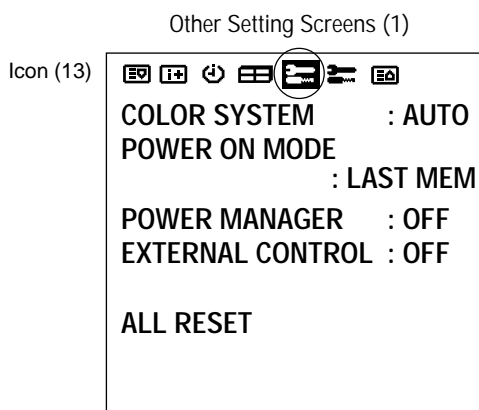 Other Setting Screens (1)
Icon (13)
COLOR SYSTEM : AUTO
POWER ON MODE
: LAST MEM
POWER MANAGER : OFF
EXTERNAL CONTROL : OFF
ALL RESET